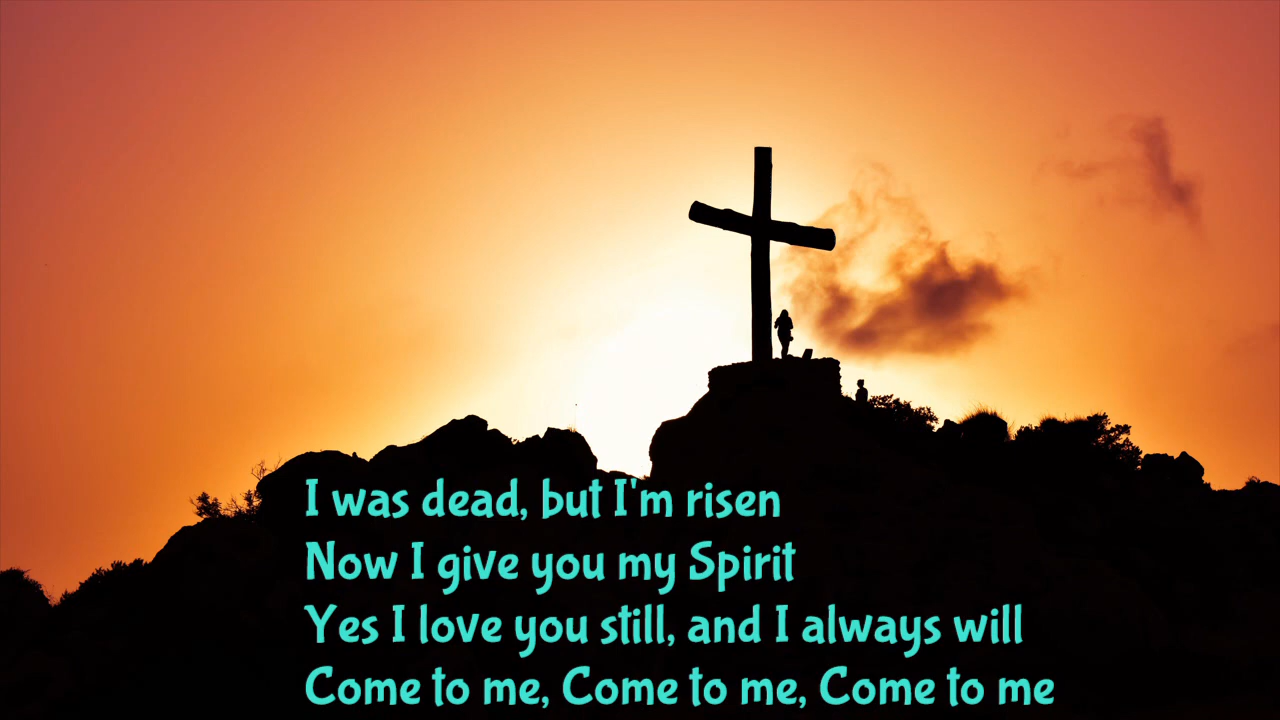 I was dead, but I'm risen
Now I give you my Spirit
Yes I love you still, and I always will
Come to me, Come to me, Come to me